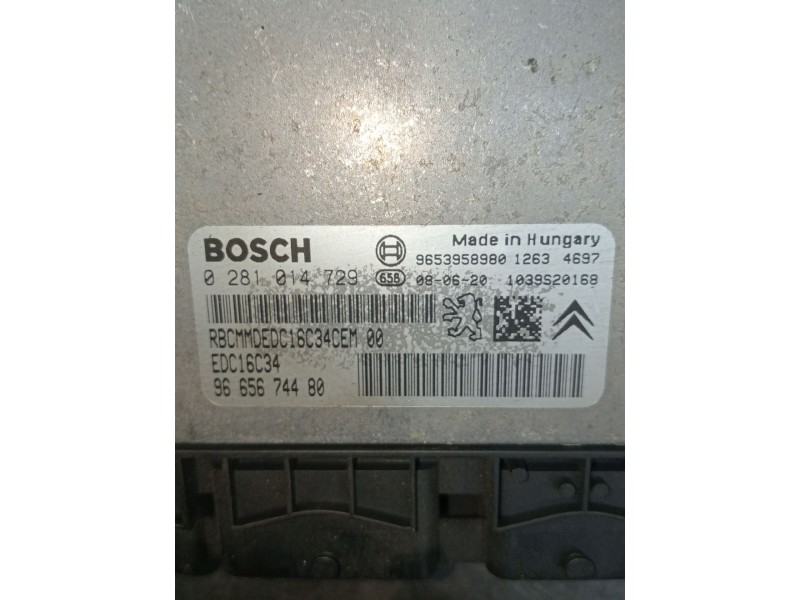 BOSCH
Made in Hungary
9653958980 1263 4697
0 281 014 729 658 08-06-20 1039S20168
RBCMMDEDC16C34CEM 00
EDC16C34
96 656 744 80